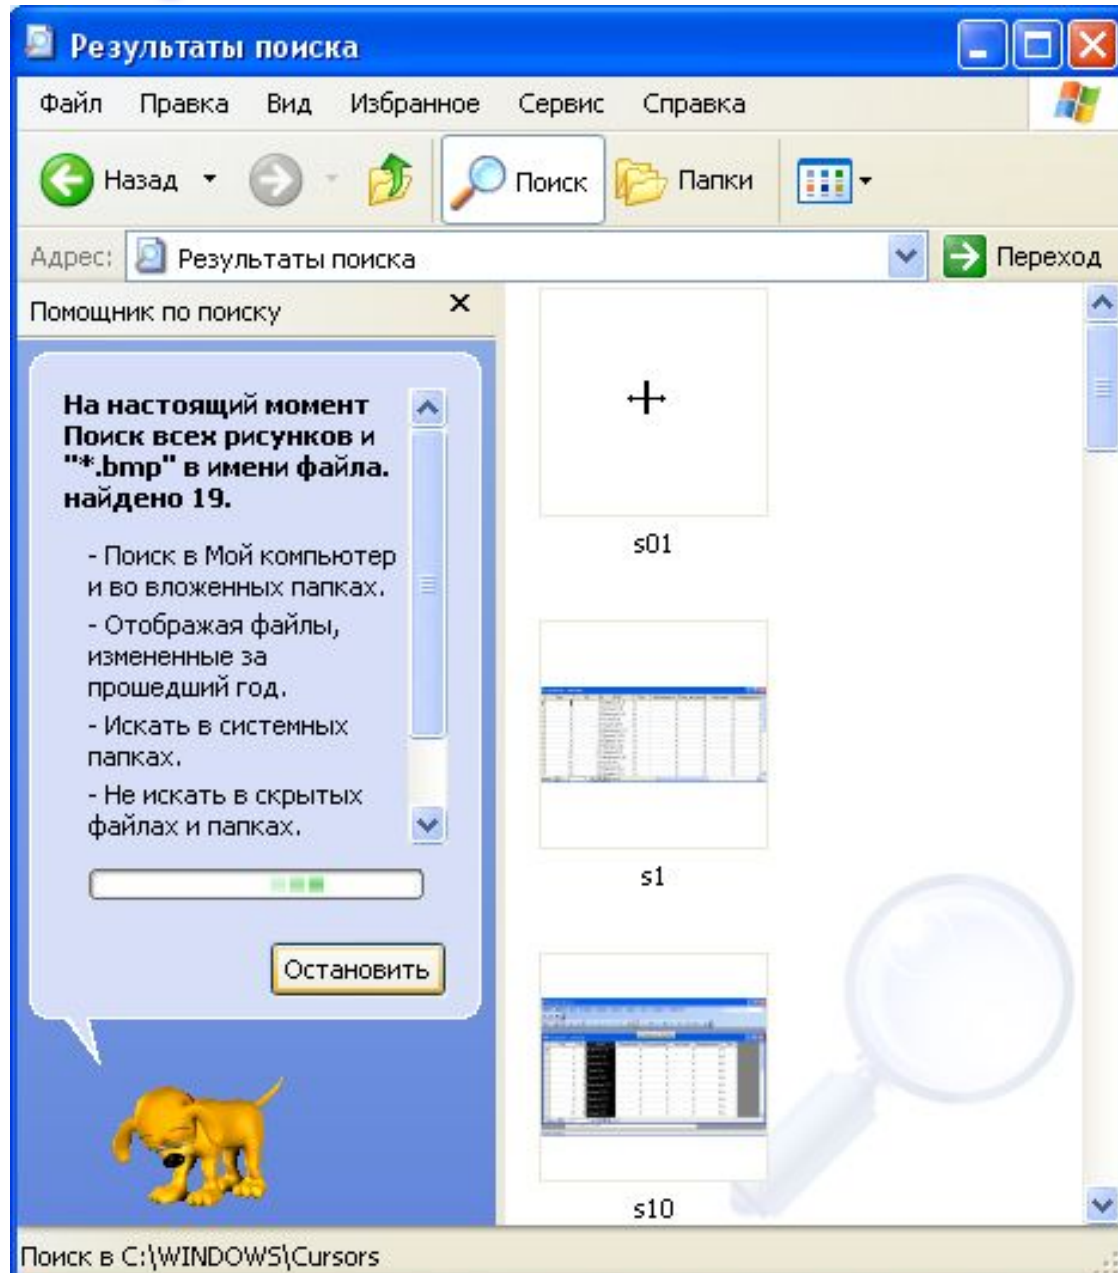 Результаты поиска
Файл Правка Вид Избранное Сервис Справка
Назад Поиск Папки
Адрес: Результаты поиска Переход
Помощник по поиску
На настоящий момент
Поиск всех рисунков и
"*.bmp" в имени файла.
найдено 19.
- Поиск в Мой компьютер
и во вложенных папках.
- Отображая файлы,
измененные за
прошедший год.
- Искать в системных
папках.
- Не искать в скрытых
файлах и папках.
Остановить
s01
s1
s10
Поиск в C:\WINDOWS\Cursors